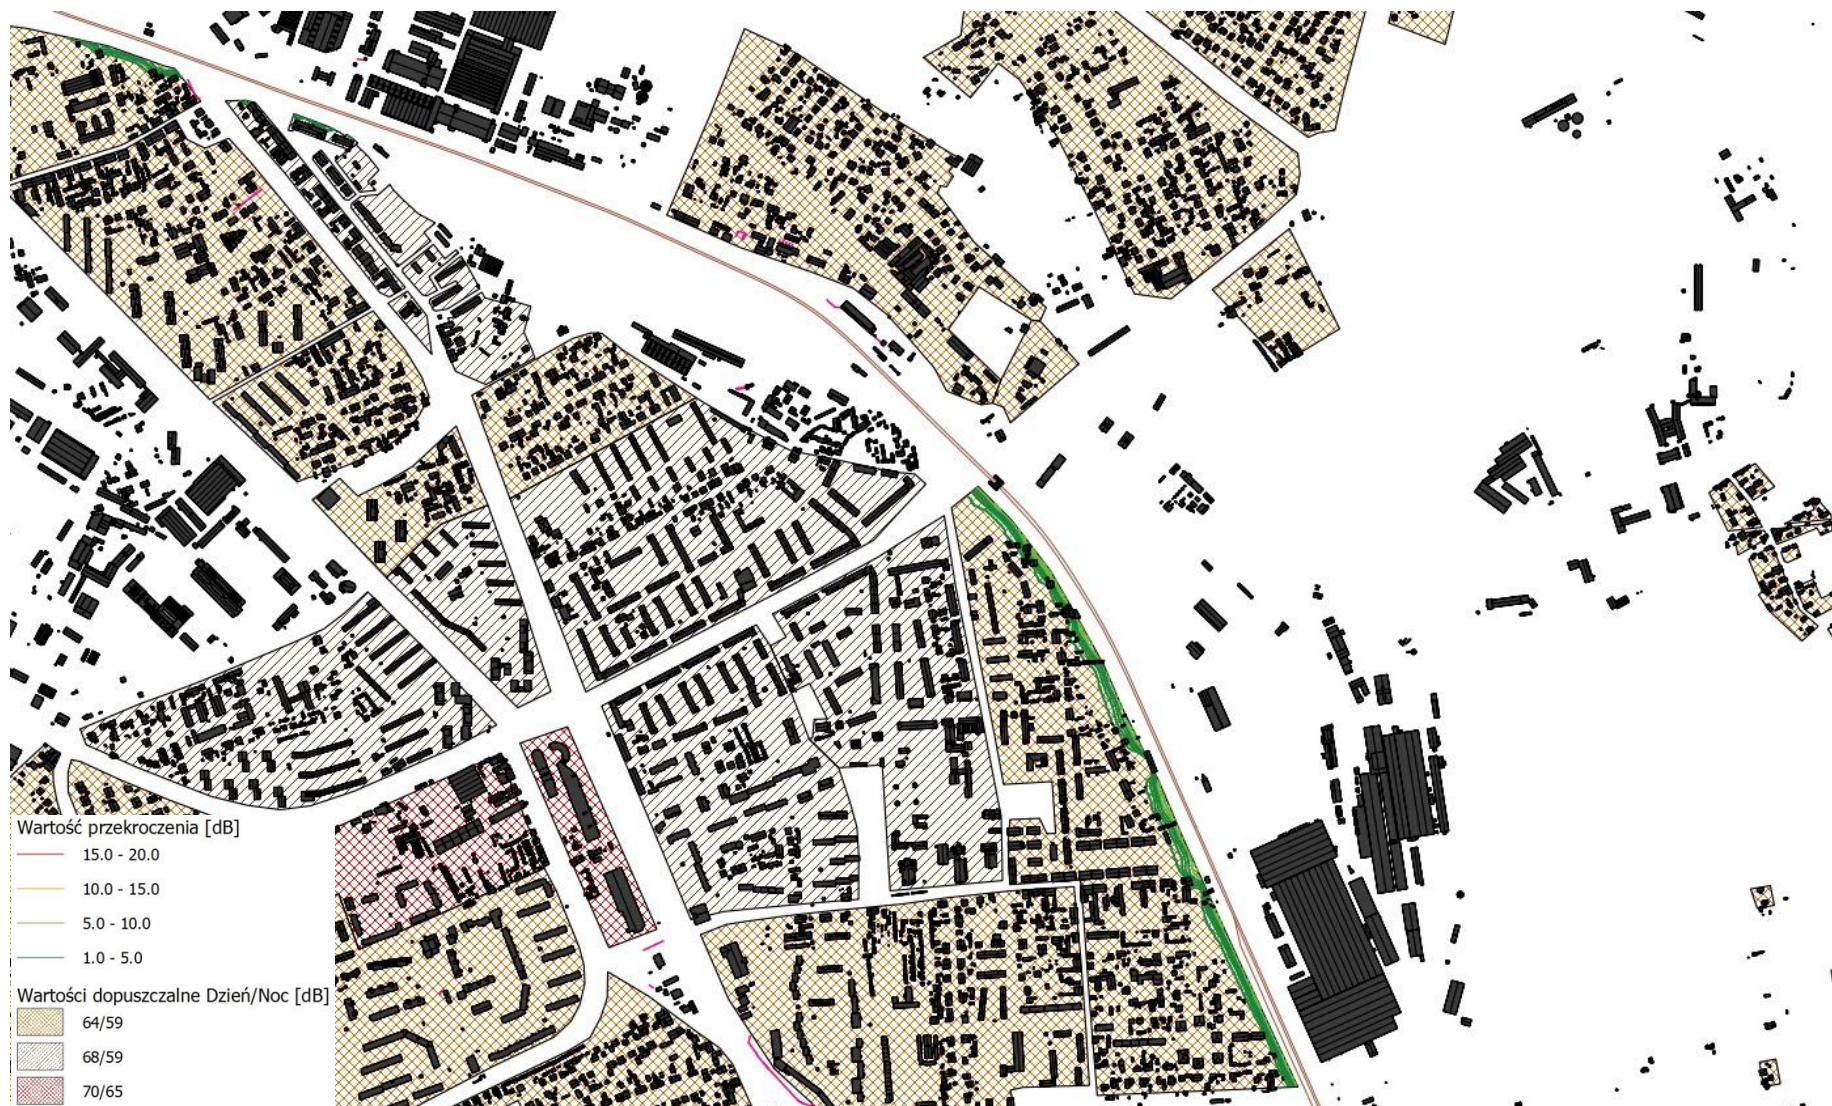 Wartość przekroczenia [dB]
15.0 - 20.0
10.0 - 15.0
5.0 - 10.0
1.0 - 5.0
Wartości dopuszczalne Dzień/Noc [dB]
64/59
68/59
70/65